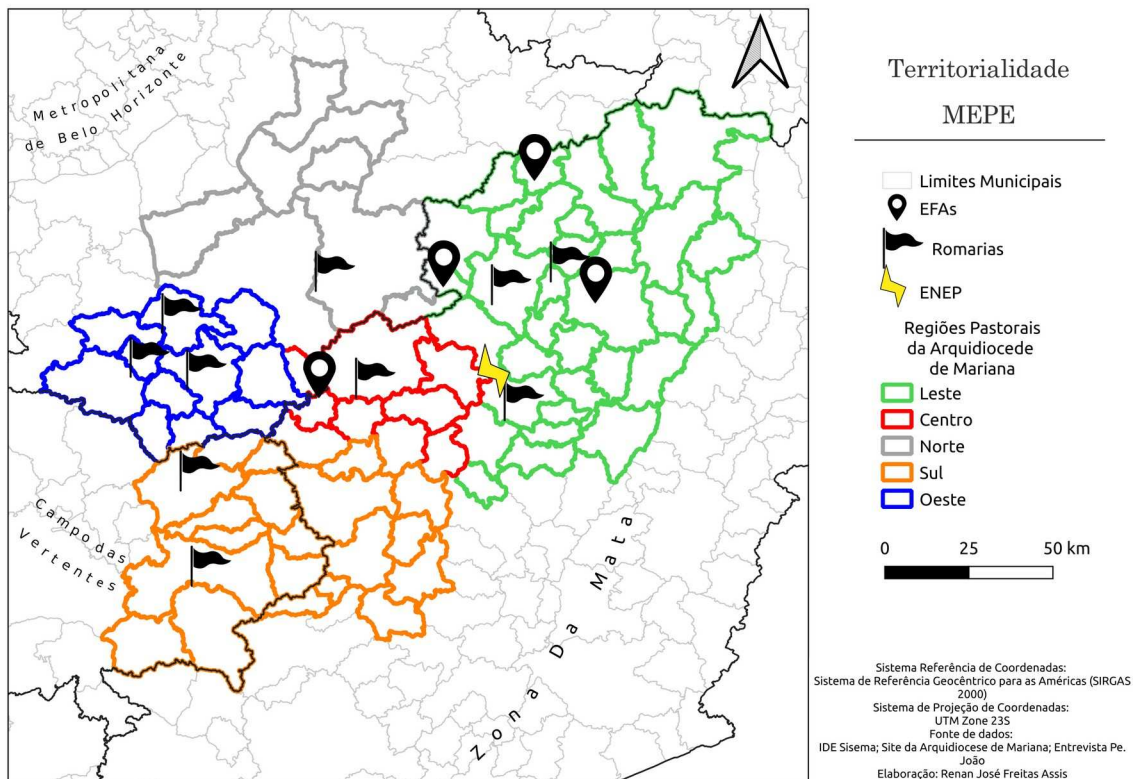 Metropolitana
de Belo Horizonte
Campo das
Vertentes
Zona Da Mata
Territorialidade
MEPE
Limites Municipais
EFAs
Romarias
ENEP
Regiões Pastorais
da Arquidiocede
de Mariana
Leste
Centro
Norte
Sul
Oeste
0 25 50 km
Sistema Referência de Coordenadas:
Sistema de Referência Geocêntrico para as Américas (SIRGAS
2000)
Sistema de Projeção de Coordenadas:
UTM Zone 23S
Fonte de dados:
IDE Sisema; Site da Arquidiocese de Mariana; Entrevista Pe.
João
Elaboração: Renan José Freitas Assis